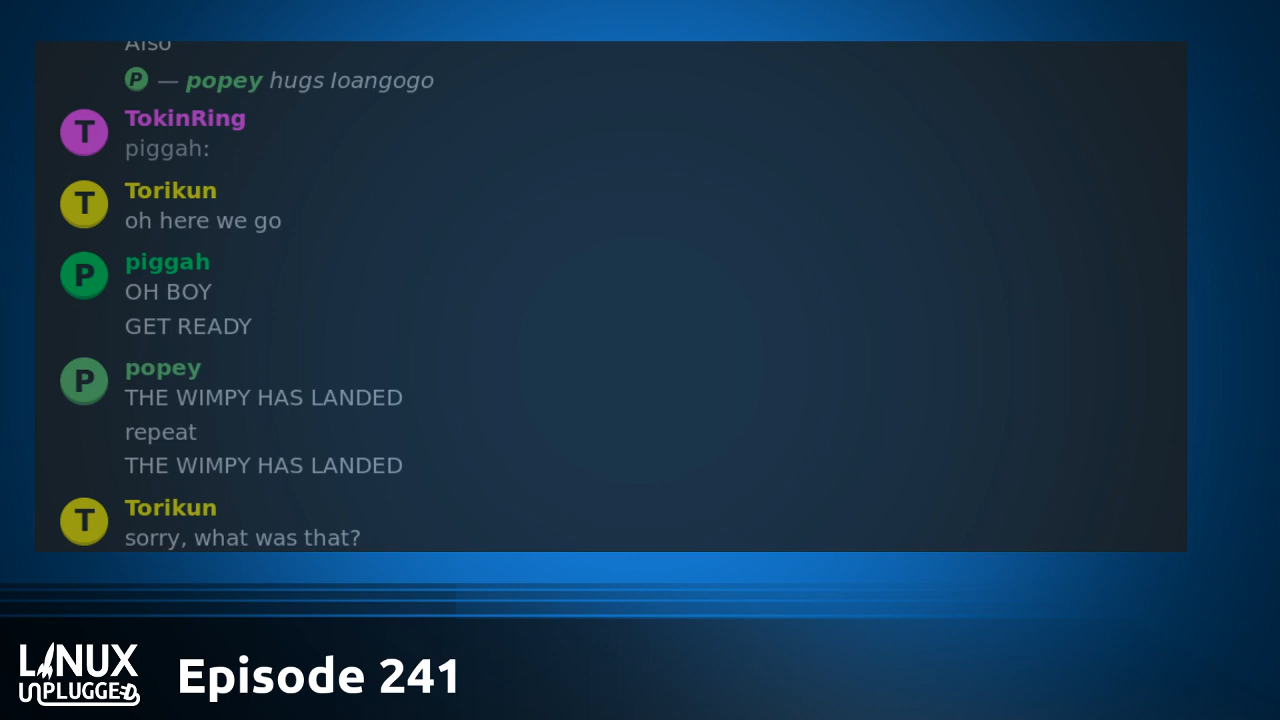 Also
P — popey hugs Ioangogo
T TokinRing
piggah:
T Torikun
oh here we go
P piggah
OH BOY
GET READY
P popey
THE WIMPY HAS LANDED
repeat
THE WIMPY HAS LANDED
T Torikun
sorry, what was that?
LINUX
UNPLUGGED
Episode 241